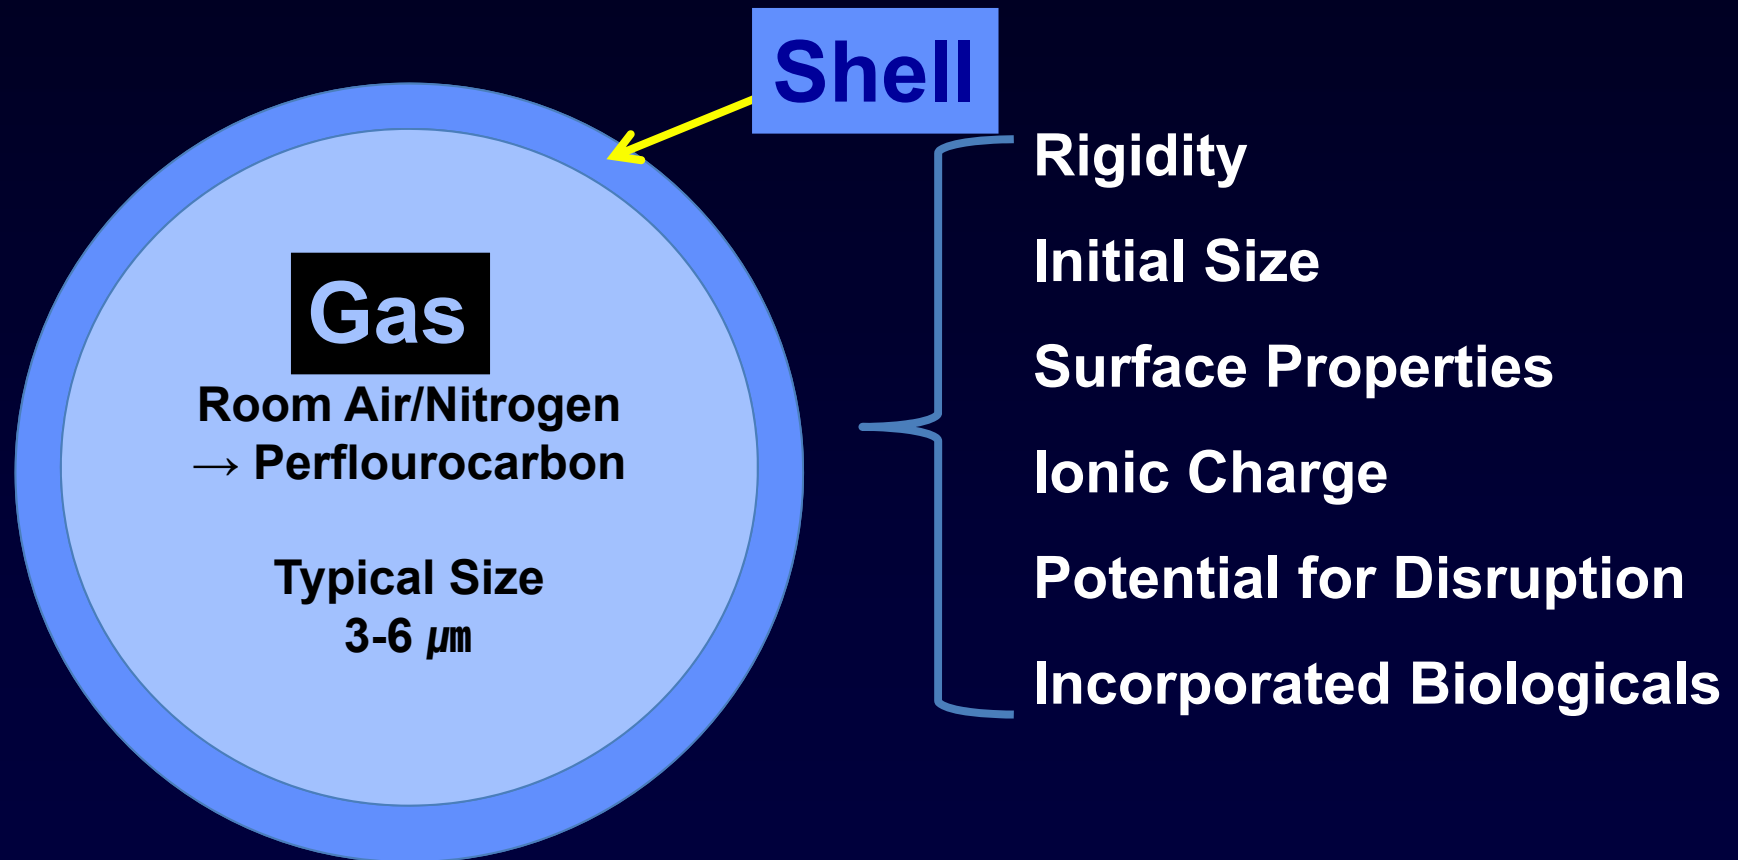 Shell
Gas
Room Air/Nitrogen
→ Perflourocarbon
Typical Size
3-6 ㎛
Rigidity
Initial Size
Surface Properties
Ionic Charge
Potential for Disruption
Incorporated Biologicals